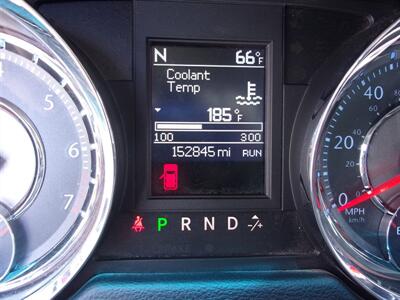 N 66°F
Coolant
Temp
185°F
100 300
152845 mi RUN
P R N D -/+
4
5
6
7
40
20
0
MPH